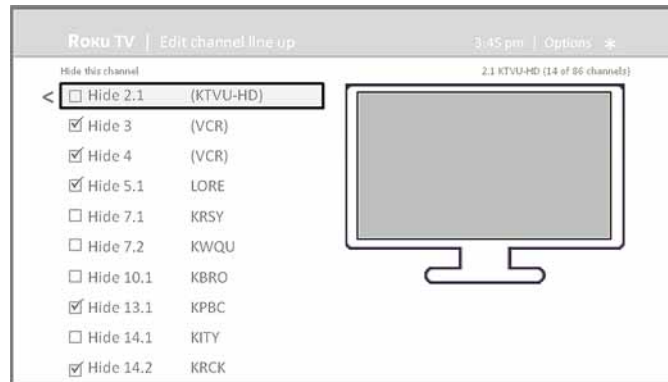 Roku TV | Edit channel line up 3:45 pm | Options ✱
Hide this channel 2.1 KTVU-HD (14 of 86 channels)
< ☐ Hide 2.1 (KTVU-HD)
☑ Hide 3 (VCR)
☑ Hide 4 (VCR)
☑ Hide 5.1 LORE
☐ Hide 7.1 KRSY
☐ Hide 7.2 KWQU
☐ Hide 10.1 KBRO
☑ Hide 13.1 KPBC
☐ Hide 14.1 KITY
☑ Hide 14.2 KRCK